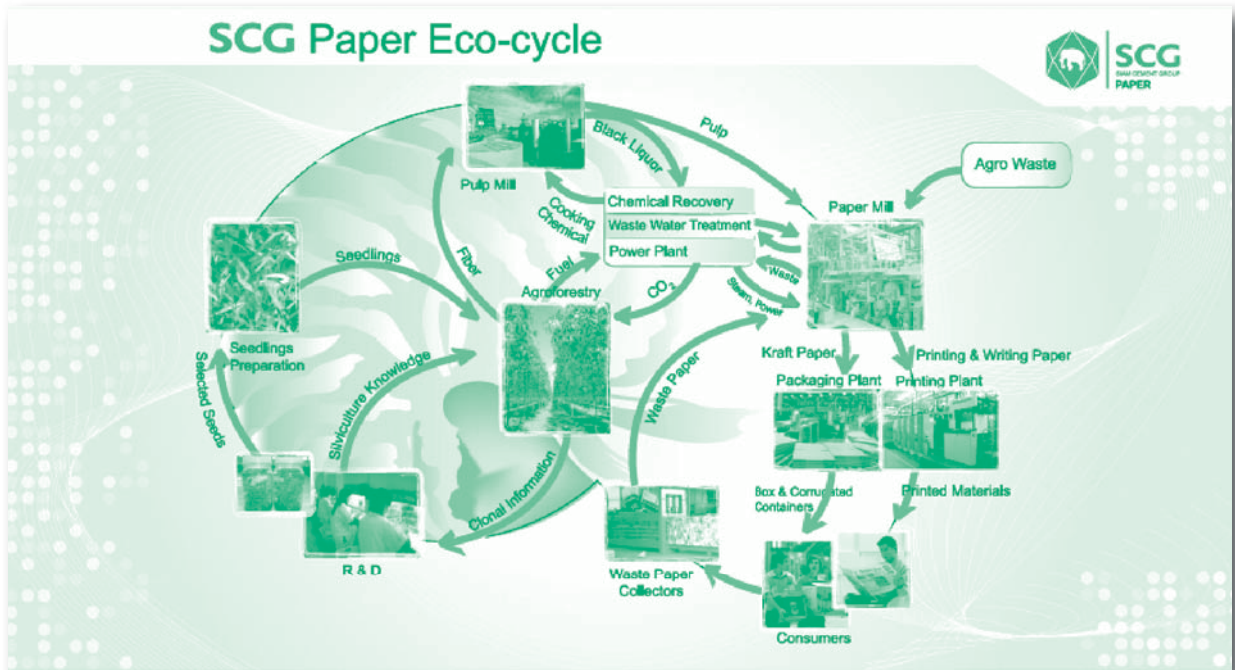 SCG Paper Eco-cycle
SCG
SIAM CEMENT GROUP
PAPER
Pulp
Black Liquor
Agro Waste
Pulp Mill
Cooking
Chemical
Chemical Recovery
Waste Water Treatment
Power Plant
Paper Mill
Seedlings
Fiber
Fuel
CO2
Waste
Steam, Power
Agroforestry
Seedlings
Preparation
Selected Seeds
Silviculture Knowledge
Waste Paper
Kraft Paper
Printing & Writing Paper
Packaging Plant
Printing Plant
Clonal Information
Box & Corrugated
Containers
Printed Materials
R & D
Waste Paper
Collectors
Consumers